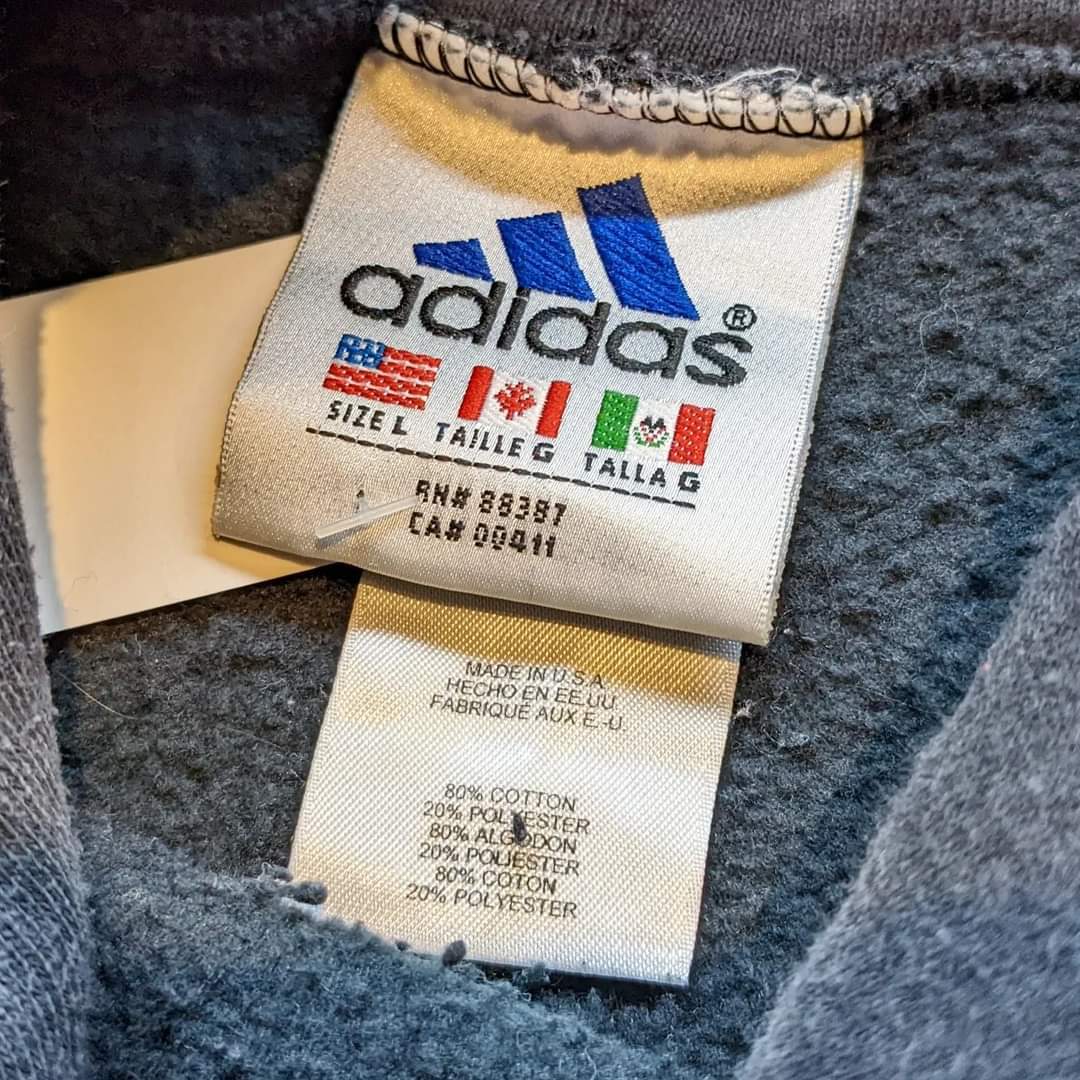 adidas®
SIZE L TAILLE G TALLA G
RN# 88387
CA# 00411
MADE IN U.S.A.
HECHO EN EE.UU.
FABRIQUÉ AUX E.-U.
80% COTTON
20% POLYESTER
80% ALGODON
20% POLIESTER
80% COTON
20% POLYESTER